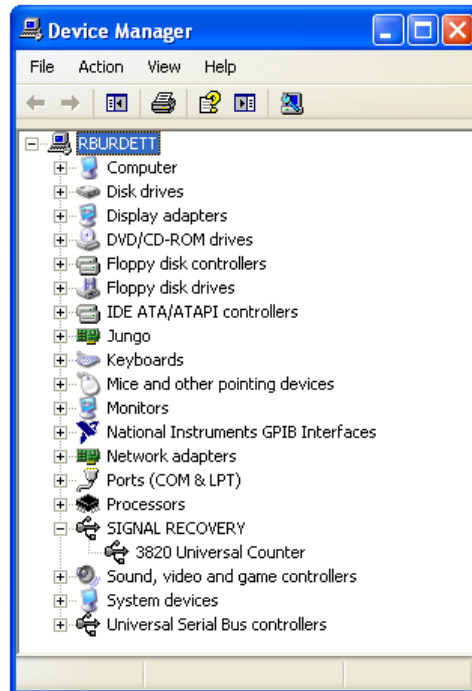 Device Manager
File Action View Help
RBURDETT
Computer
Disk drives
Display adapters
DVD/CD-ROM drives
Floppy disk controllers
Floppy disk drives
IDE ATA/ATAPI controllers
Jungo
Keyboards
Mice and other pointing devices
Monitors
National Instruments GPIB Interfaces
Network adapters
Ports (COM & LPT)
Processors
SIGNAL RECOVERY
3820 Universal Counter
Sound, video and game controllers
System devices
Universal Serial Bus controllers